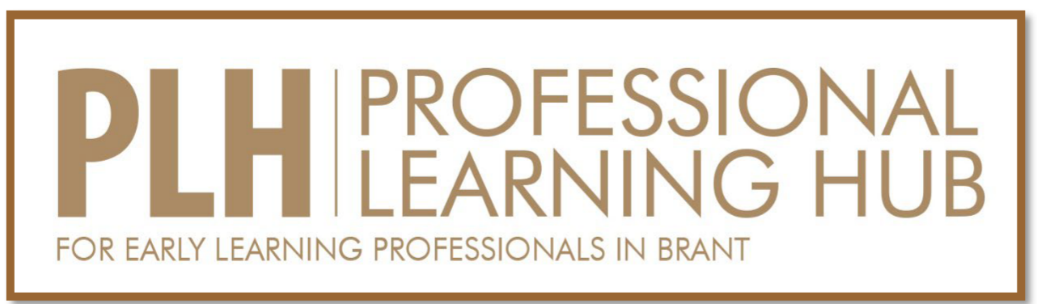 PLH
PROFESSIONAL
LEARNING HUB
FOR EARLY LEARNING PROFESSIONALS IN BRANT